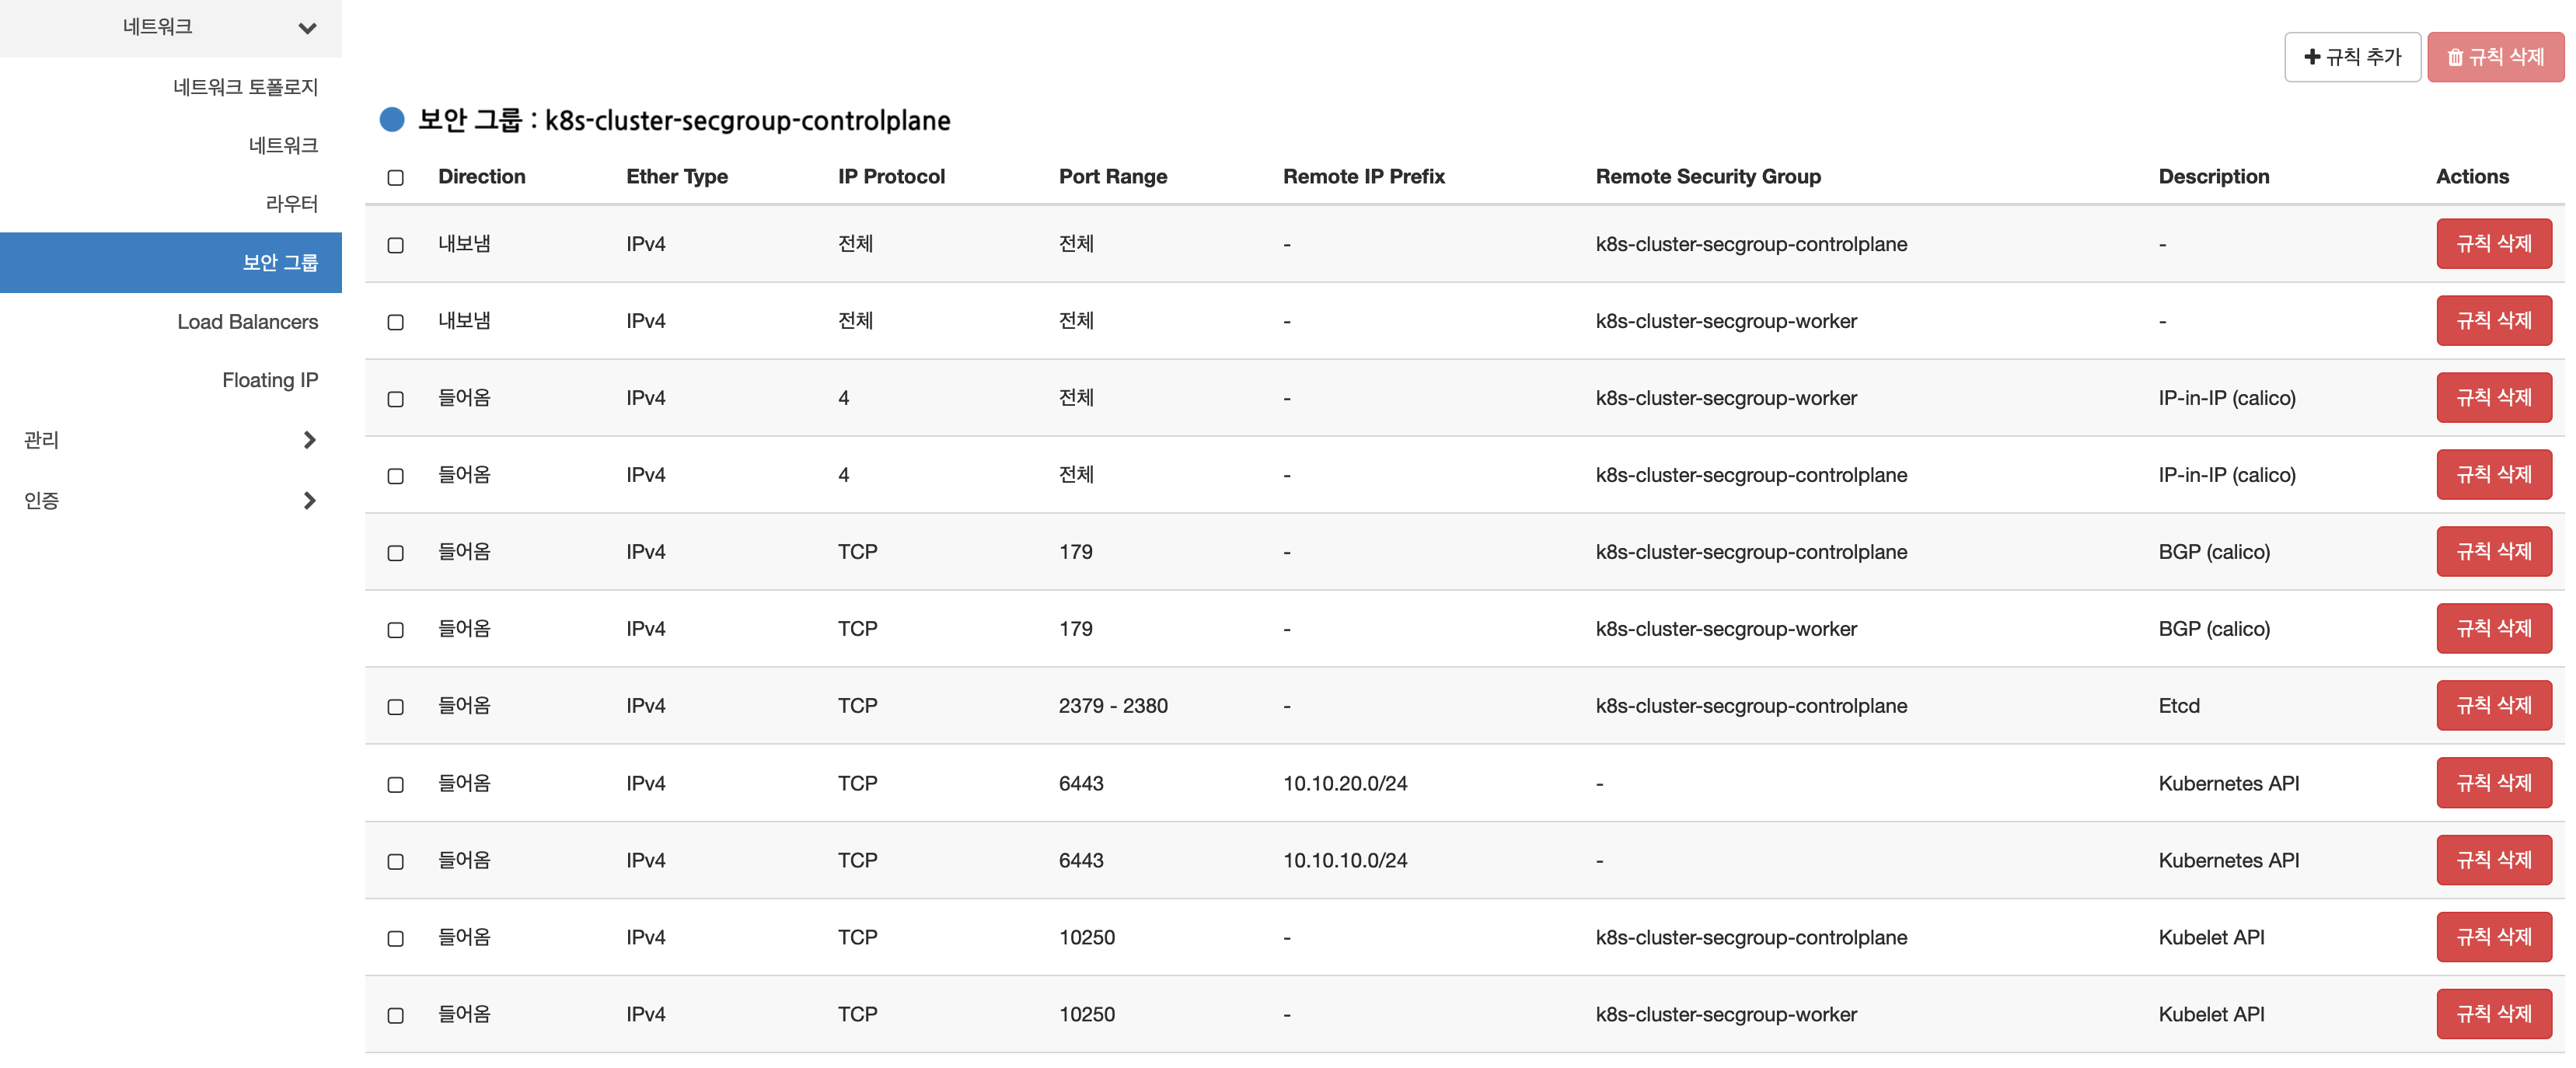 네트워크
네트워크 토폴로지
네트워크
라우터
보안 그룹
Load Balancers
Floating IP
관리
인증
규칙 추가 규칙 삭제
보안 그룹 : k8s-cluster-secgroup-controlplane
Direction Ether Type IP Protocol Port Range Remote IP Prefix Remote Security Group Description Actions
내보냄 IPv4 전체 전체 - k8s-cluster-secgroup-controlplane - 규칙 삭제
내보냄 IPv4 전체 전체 - k8s-cluster-secgroup-worker - 규칙 삭제
들어옴 IPv4 4 전체 - k8s-cluster-secgroup-worker IP-in-IP (calico) 규칙 삭제
들어옴 IPv4 4 전체 - k8s-cluster-secgroup-controlplane IP-in-IP (calico) 규칙 삭제
들어옴 IPv4 TCP 179 - k8s-cluster-secgroup-controlplane BGP (calico) 규칙 삭제
들어옴 IPv4 TCP 179 - k8s-cluster-secgroup-worker BGP (calico) 규칙 삭제
들어옴 IPv4 TCP 2379 - 2380 - k8s-cluster-secgroup-controlplane Etcd 규칙 삭제
들어옴 IPv4 TCP 6443 10.10.20.0/24 - Kubernetes API 규칙 삭제
들어옴 IPv4 TCP 6443 10.10.10.0/24 - Kubernetes API 규칙 삭제
들어옴 IPv4 TCP 10250 - k8s-cluster-secgroup-controlplane Kubelet API 규칙 삭제
들어옴 IPv4 TCP 10250 - k8s-cluster-secgroup-worker Kubelet API 규칙 삭제